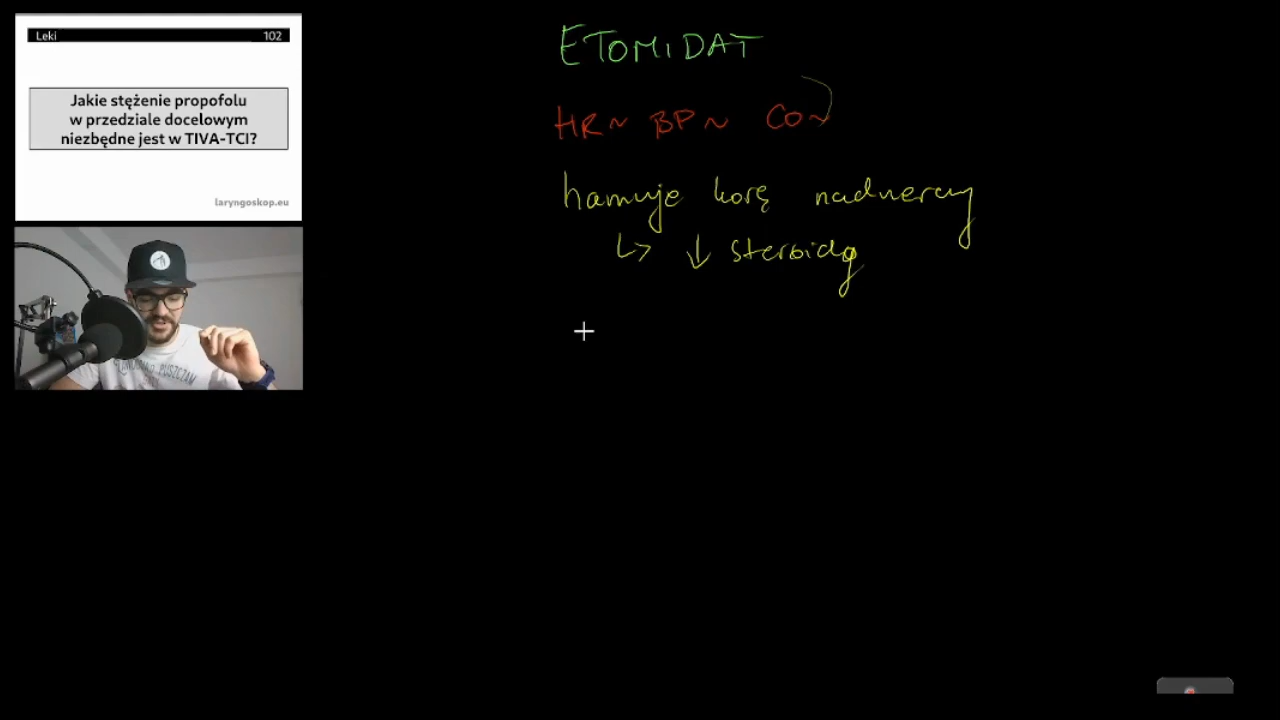 Leki 102
Jakie stężenie propofolu
w przedziale docelowym
niezbędne jest w TIVA-TCI?
laryngoskop.eu
ETOMIDAT
HR~ BP~ CO~
hamuje korę nadnerczy
↳ ↓ steroidy